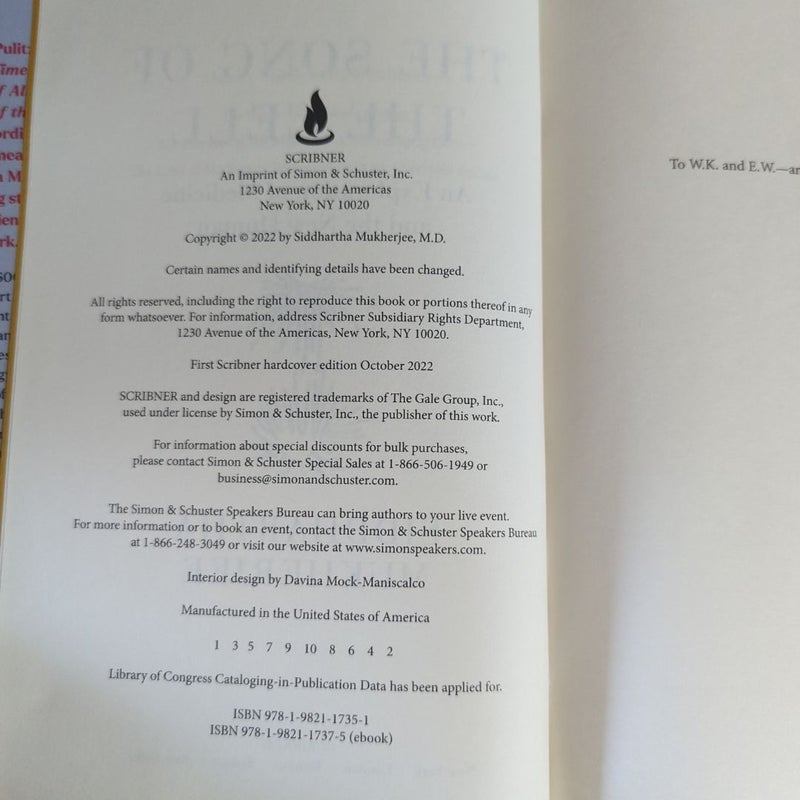 SCRIBNER
An Imprint of Simon & Schuster, Inc.
1230 Avenue of the Americas
New York, NY 10020
Copyright © 2022 by Siddhartha Mukherjee, M.D.
Certain names and identifying details have been changed.
All rights reserved, including the right to reproduce this book or portions thereof in any
form whatsoever. For information, address Scribner Subsidiary Rights Department,
1230 Avenue of the Americas, New York, NY 10020.
First Scribner hardcover edition October 2022
SCRIBNER and design are registered trademarks of The Gale Group, Inc.,
used under license by Simon & Schuster, Inc., the publisher of this work.
For information about special discounts for bulk purchases,
please contact Simon & Schuster Special Sales at 1-866-506-1949 or
business@simonandschuster.com.
The Simon & Schuster Speakers Bureau can bring authors to your live event.
For more information or to book an event, contact the Simon & Schuster Speakers Bureau
at 1-866-248-3049 or visit our website at www.simonspeakers.com.
Interior design by Davina Mock-Maniscalco
Manufactured in the United States of America
1 3 5 7 9 10 8 6 4 2
Library of Congress Cataloging-in-Publication Data has been applied for.
ISBN 978-1-9821-1735-1
ISBN 978-1-9821-1737-5 (ebook)
To W.K. and E.W.—